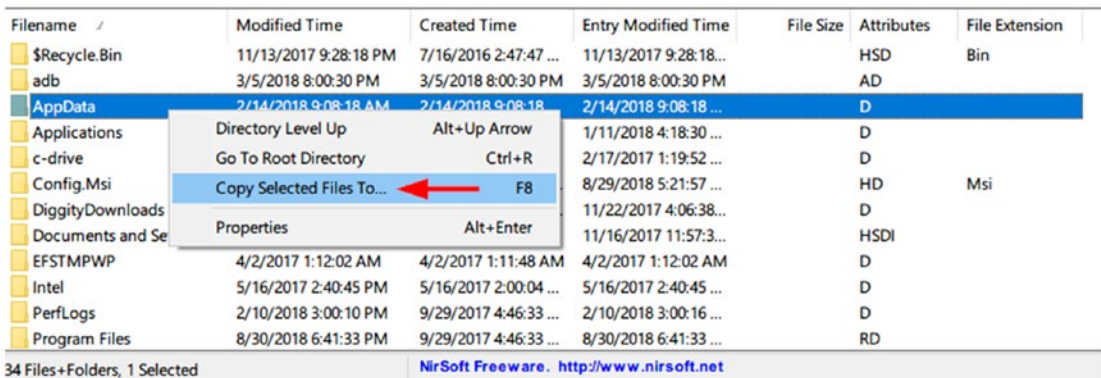 Filename / Modified Time Created Time Entry Modified Time File Size Attributes File Extension
$Recycle.Bin 11/13/2017 9:28:18 PM 7/16/2016 2:47:47 ... 11/13/2017 9:28:18... HSD Bin
adb 3/5/2018 8:00:30 PM 3/5/2018 8:00:30 PM 3/5/2018 8:00:30 PM AD
AppData 2/14/2018 9:08:18 AM 2/14/2018 9:08:18 2/14/2018 9:08:18 ... D
Applications Directory Level Up Alt+Up Arrow 1/11/2018 4:18:30 ... D
c-drive Go To Root Directory Ctrl+R 2/17/2017 1:19:52 ... D
Config.Msi Copy Selected Files To... F8 8/29/2018 5:21:57 ... HD Msi
DiggityDownloads 11/22/2017 4:06:38... D
Documents and Se Properties Alt+Enter 11/16/2017 11:57:3... HSDI
EFSTMPWP 4/2/2017 1:12:02 AM 4/2/2017 1:11:48 AM 4/2/2017 1:12:02 AM D
Intel 5/16/2017 2:40:45 PM 5/16/2017 2:00:04 ... 5/16/2017 2:40:45 ... D
PerfLogs 2/10/2018 3:00:10 PM 9/29/2017 4:46:33 ... 2/10/2018 3:00:16 ... D
Program Files 8/30/2018 6:41:33 PM 9/29/2017 4:46:33 ... 8/30/2018 6:41:33 ... RD
34 Files+Folders, 1 Selected NirSoft Freeware. http://www.nirsoft.net